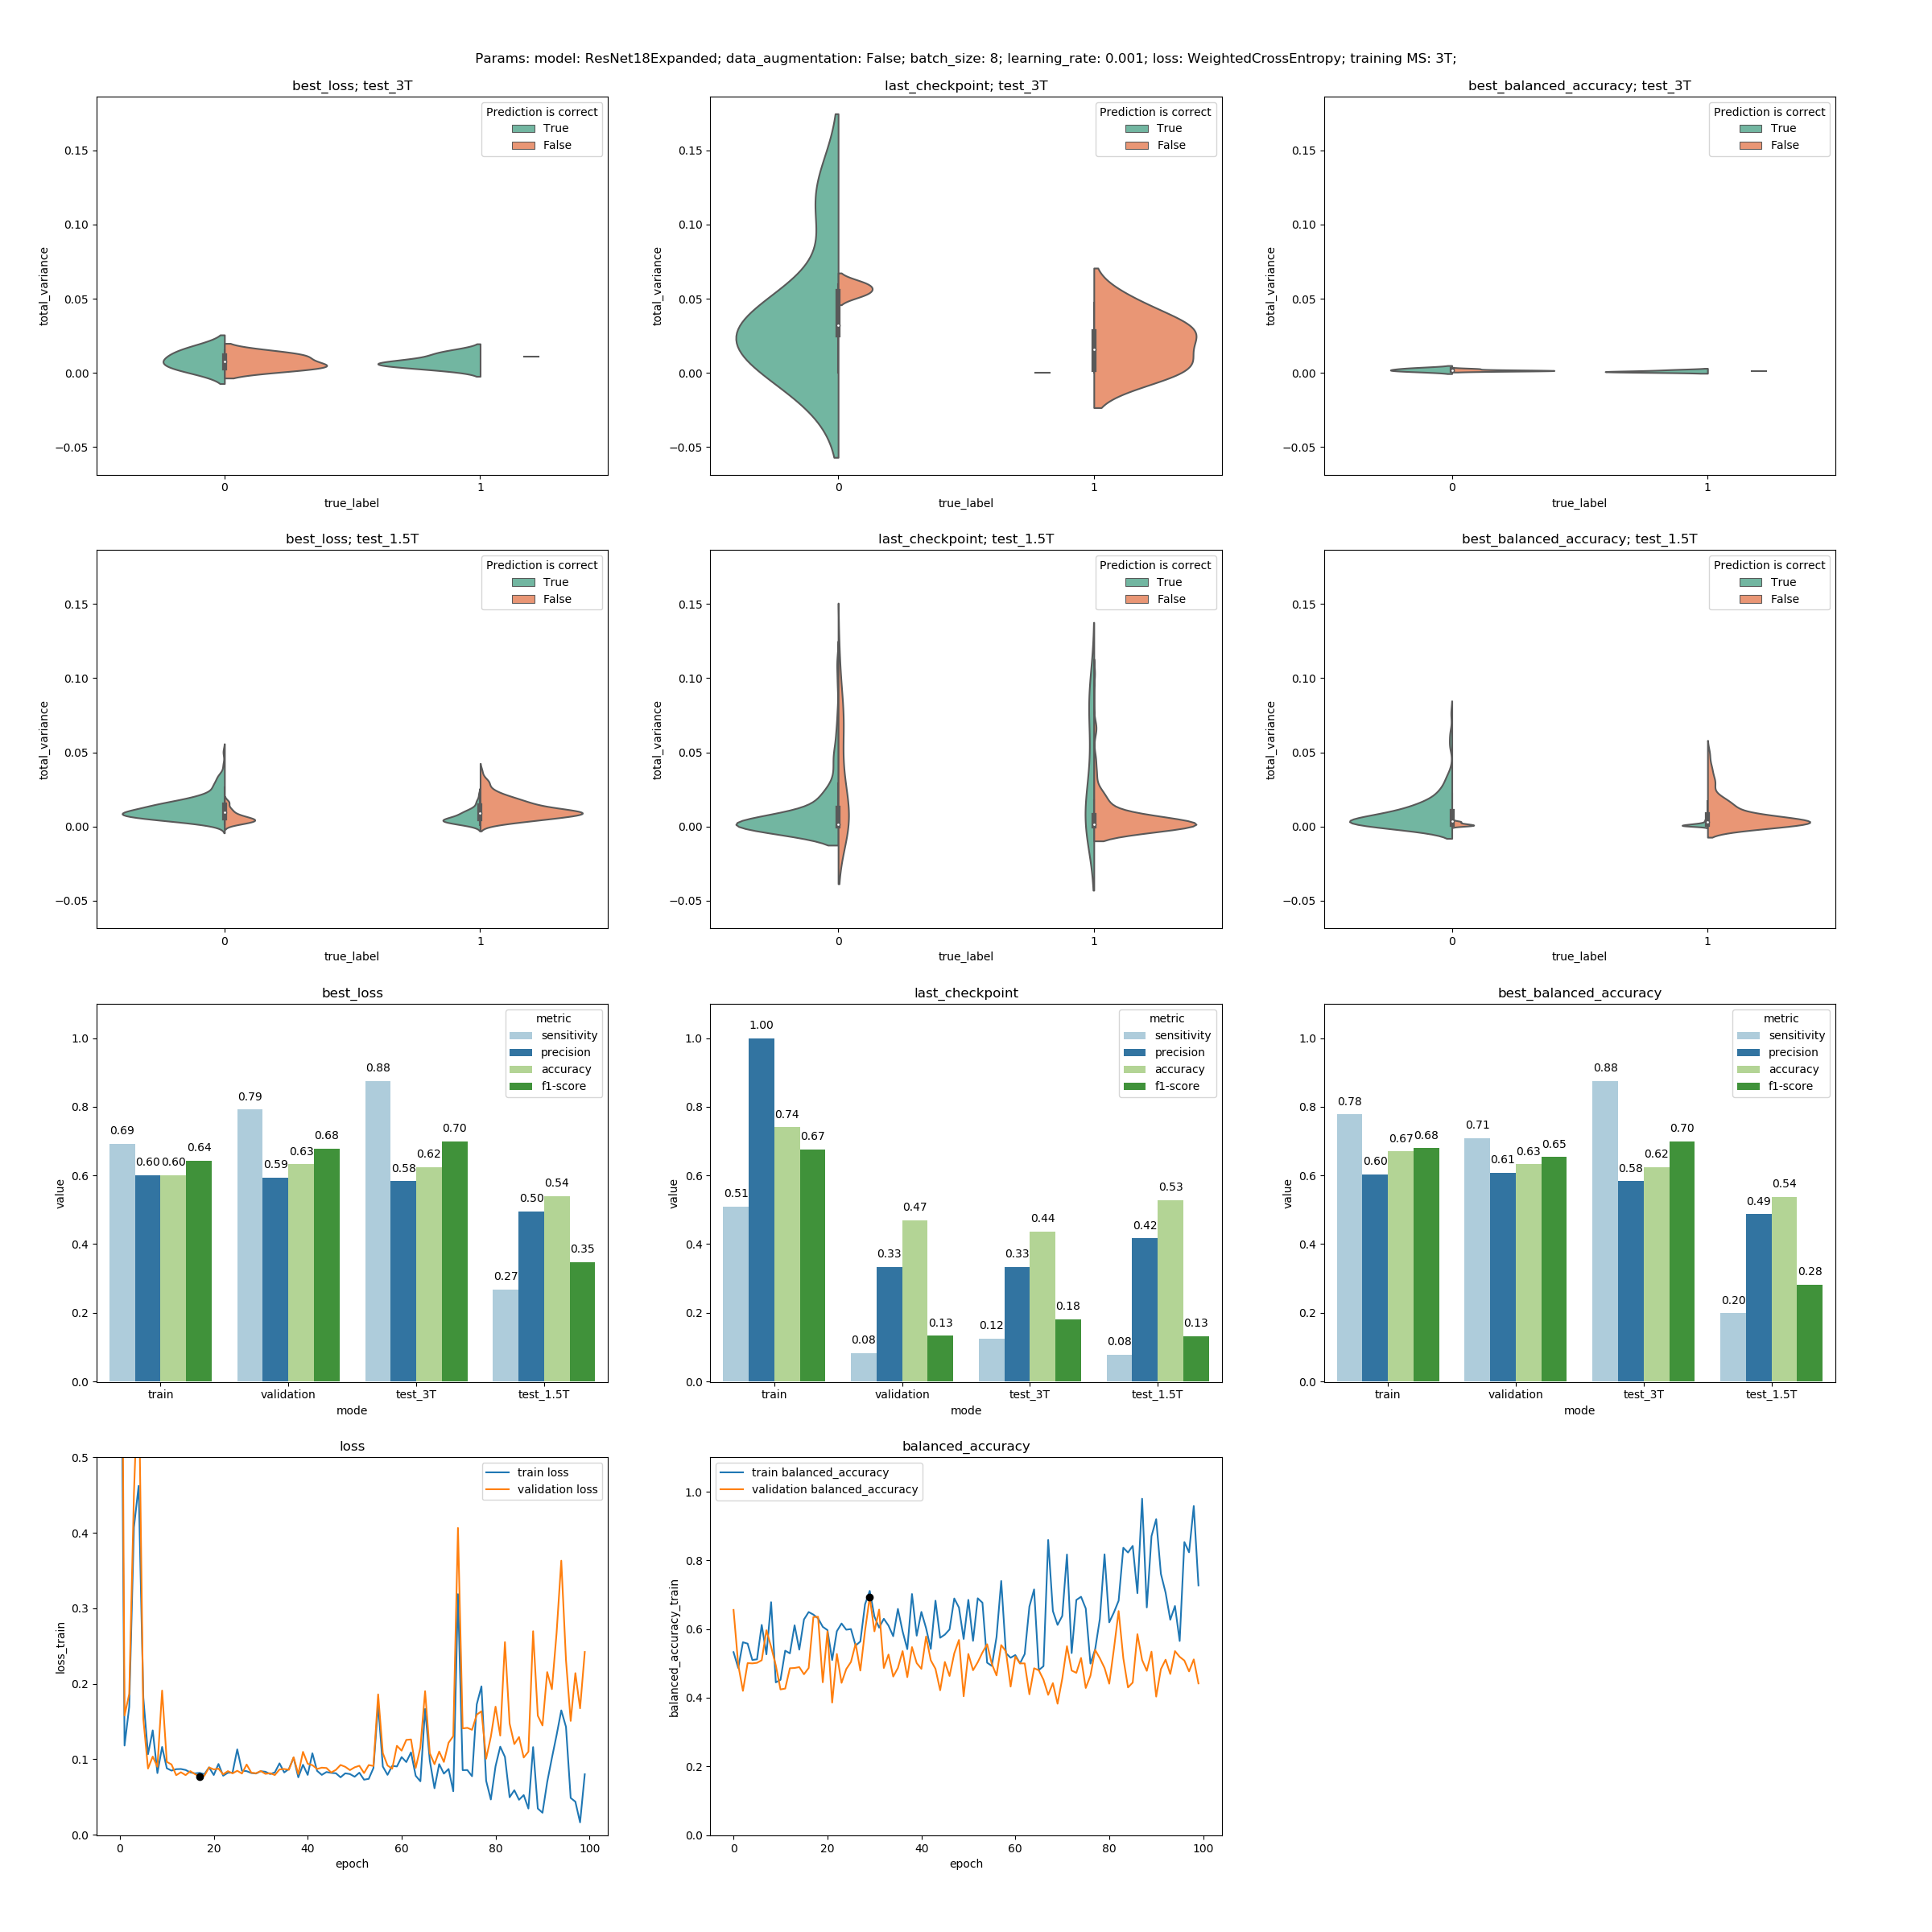 Params: model: ResNet18Expanded; data_augmentation: False; batch_size: 8; learning_rate: 0.001; loss: WeightedCrossEntropy; training MS: 3T;
best_loss; test_3T
Prediction is correct
True
False
total_variance
0.15
0.10
0.05
0.00
−0.05
0 1
true_label
last_checkpoint; test_3T
Prediction is correct
True
False
total_variance
0.15
0.10
0.05
0.00
−0.05
0 1
true_label
best_balanced_accuracy; test_3T
Prediction is correct
True
False
total_variance
0.15
0.10
0.05
0.00
−0.05
0 1
true_label
best_loss; test_1.5T
Prediction is correct
True
False
total_variance
0.15
0.10
0.05
0.00
−0.05
0 1
true_label
last_checkpoint; test_1.5T
Prediction is correct
True
False
total_variance
0.15
0.10
0.05
0.00
−0.05
0 1
true_label
best_balanced_accuracy; test_1.5T
Prediction is correct
True
False
total_variance
0.15
0.10
0.05
0.00
−0.05
0 1
true_label
best_loss
metric
sensitivity
precision
accuracy
f1-score
value
1.0
0.8
0.6
0.4
0.2
0.0
0.69 0.60 0.60 0.64
0.79 0.59 0.63 0.68
0.88 0.58 0.62 0.70
0.27 0.50 0.54 0.35
train validation test_3T test_1.5T
mode
last_checkpoint
metric
sensitivity
precision
accuracy
f1-score
value
1.0
0.8
0.6
0.4
0.2
0.0
0.51 1.00 0.74 0.67
0.08 0.33 0.47 0.13
0.12 0.33 0.44 0.18
0.08 0.42 0.53 0.13
train validation test_3T test_1.5T
mode
best_balanced_accuracy
metric
sensitivity
precision
accuracy
f1-score
value
1.0
0.8
0.6
0.4
0.2
0.0
0.78 0.60 0.67 0.68
0.71 0.61 0.63 0.65
0.88 0.58 0.62 0.70
0.20 0.49 0.54 0.28
train validation test_3T test_1.5T
mode
loss
train loss
validation loss
loss_train
0.5
0.4
0.3
0.2
0.1
0.0
0 20 40 60 80 100
epoch
balanced_accuracy
train balanced_accuracy
validation balanced_accuracy
balanced_accuracy_train
1.0
0.8
0.6
0.4
0.2
0.0
0 20 40 60 80 100
epoch